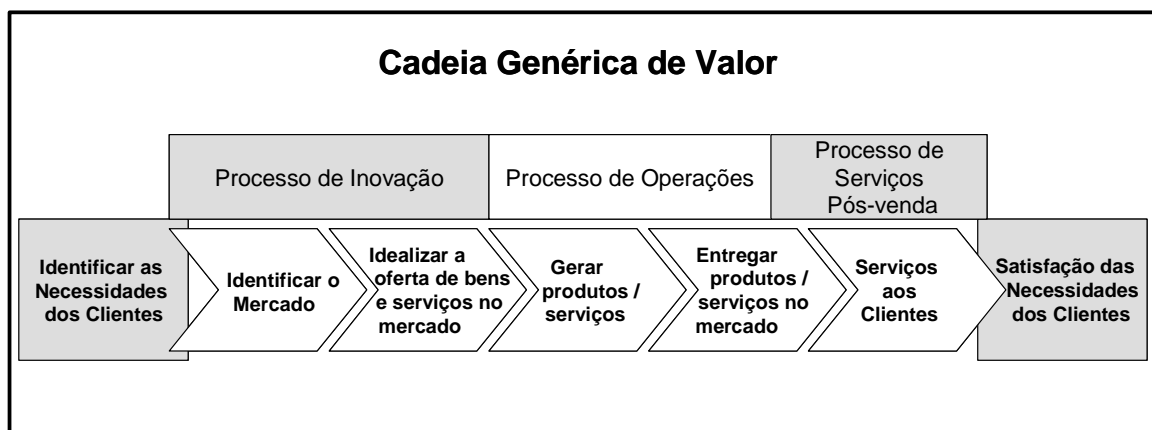 Cadeia Genérica de Valor
Processo de Inovação
Processo de Operações
Processo de
Serviços
Pós-venda
Identificar as
Necessidades
dos Clientes
Identificar o
Mercado
Idealizar a
oferta de bens
e serviços no
mercado
Gerar
produtos /
serviços
Entregar
produtos /
serviços no
mercado
Serviços
aos
Clientes
Satisfação das
Necessidades
dos Clientes